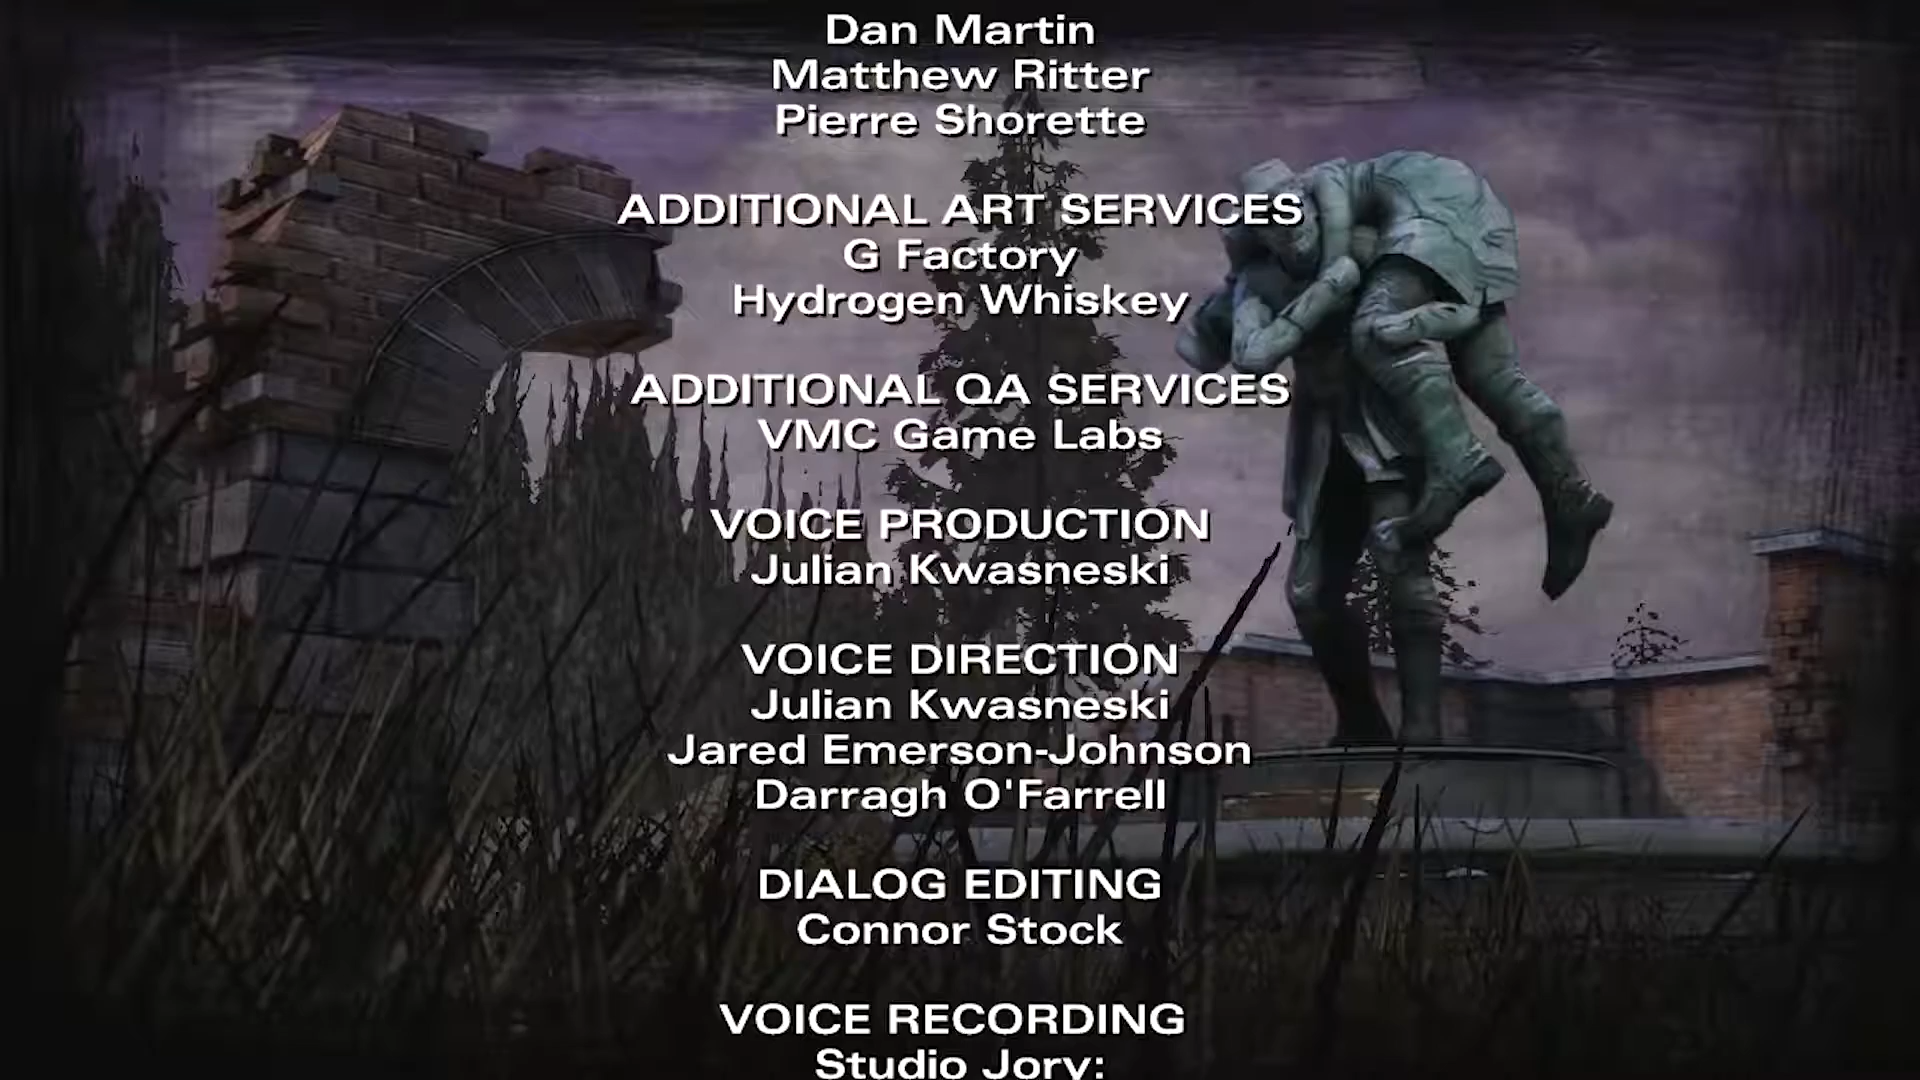 Dan Martin
Matthew Ritter
Pierre Shorette
ADDITIONAL ART SERVICES
G Factory
Hydrogen Whiskey
ADDITIONAL QA SERVICES
VMC Game Labs
VOICE PRODUCTION
Julian Kwasneski
VOICE DIRECTION
Julian Kwasneski
Jared Emerson-Johnson
Darragh O'Farrell
DIALOG EDITING
Connor Stock
VOICE RECORDING
Studio Jory: